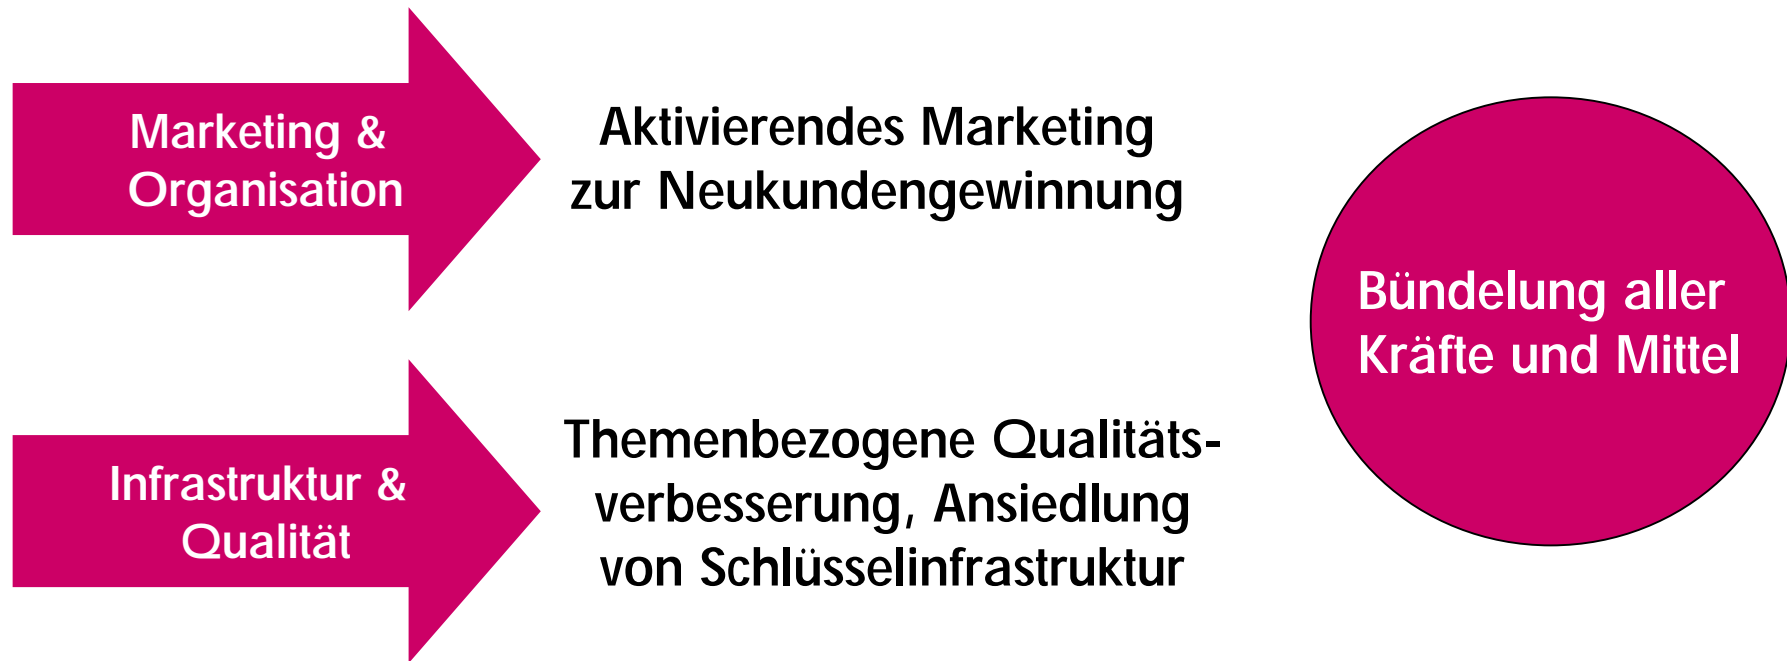 Marketing &
Organisation
Aktivierendes Marketing
zur Neukundengewinnung
Infrastruktur &
Qualität
Themenbezogene Qualitäts-
verbesserung, Ansiedlung
von Schlüsselinfrastruktur
Bündelung aller
Kräfte und Mittel